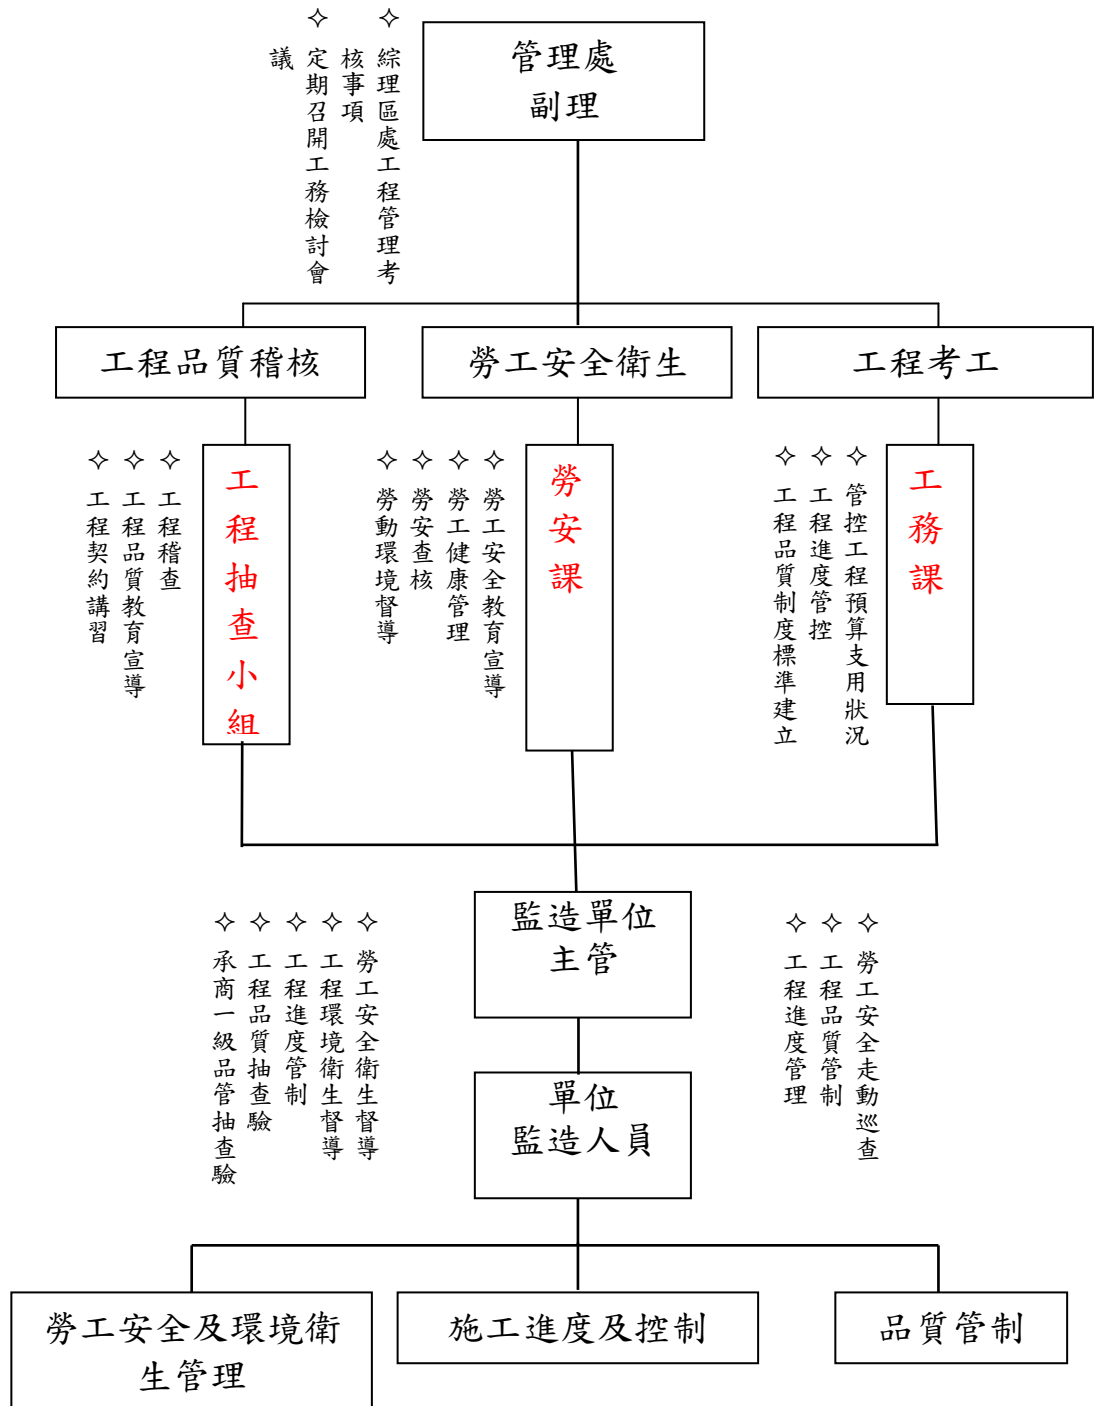 管理處
副理
✧ 綜理區處工程管理考
核事項
✧ 定期召開工務檢討會
議
工程品質稽核
勞工安全衛生
工程考工
工程抽查小組
✧ 工程稽查
✧ 工程品質教育宣導
✧ 工程契約講習
勞安課
✧ 勞工安全教育宣導
✧ 勞工健康管理
✧ 勞安查核
✧ 勞動環境督導
工務課
✧ 管控工程預算支用狀況
✧ 工程進度管控
✧ 工程品質制度標準建立
監造單位
主管
✧ 勞工安全走動巡查
✧ 工程品質管制
✧ 工程進度管理
單位
監造人員
✧ 勞工安全衛生督導
✧ 工程環境衛生督導
✧ 工程進度管制
✧ 工程品質抽查驗
✧ 承商一級品管抽查驗
勞工安全及環境衛
生管理
施工進度及控制
品質管制